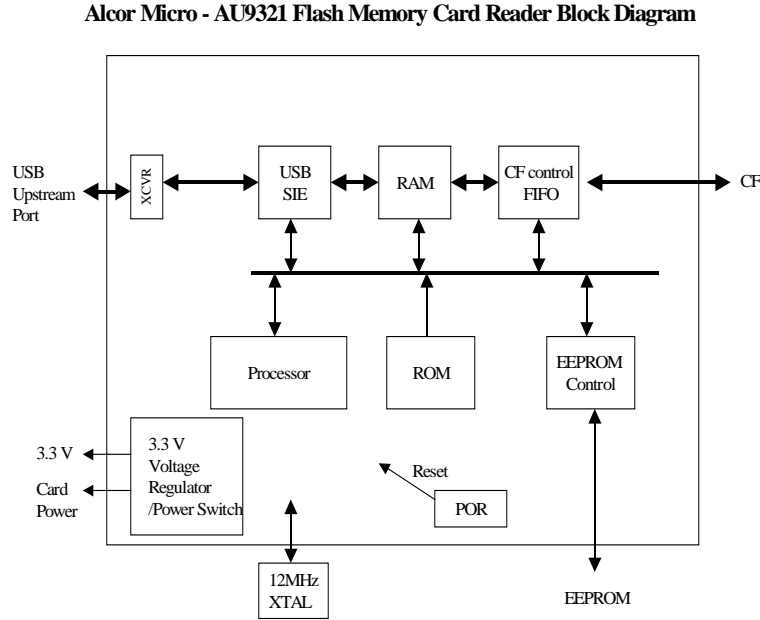 Alcor Micro - AU9321 Flash Memory Card Reader Block Diagram
USB
Upstream
Port
XCVR
USB
SIE
RAM
CF control
FIFO
CF
Processor
ROM
EEPROM
Control
3.3 V
Card
Power
3.3 V
Voltage
Regulator
/Power Switch
Reset
POR
12MHz
XTAL
EEPROM